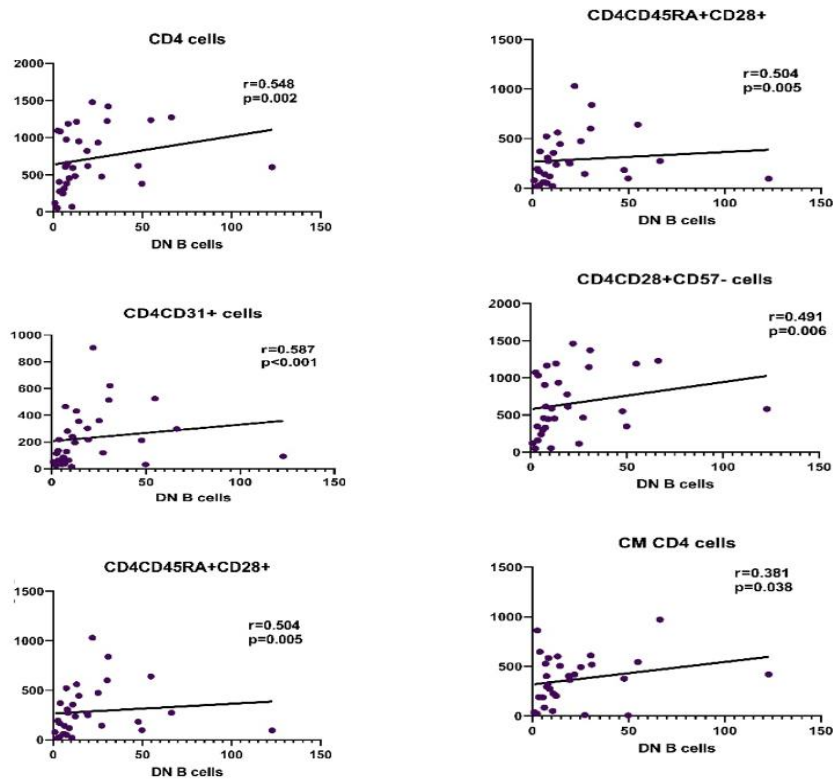 CD4 cells
2000
1500
1000
500
0
0
50
100
150
r=0.548
p=0.002
DN B cells
CD4CD45RA+CD28+
1500
1000
500
0
0
50
100
150
r=0.504
p=0.005
DN B cells
CD4CD31+ cells
1000
800
600
400
200
0
0
50
100
150
r=0.587
p<0.001
DN B cells
CD4CD28+CD57- cells
2000
1500
1000
500
0
0
50
100
150
r=0.491
p=0.006
DN B cells
CD4CD45RA+CD28+
1500
1000
500
0
0
50
100
150
r=0.504
p=0.005
DN B cells
CM CD4 cells
1500
1000
500
0
0
50
100
150
r=0.381
p=0.038
DN B cells